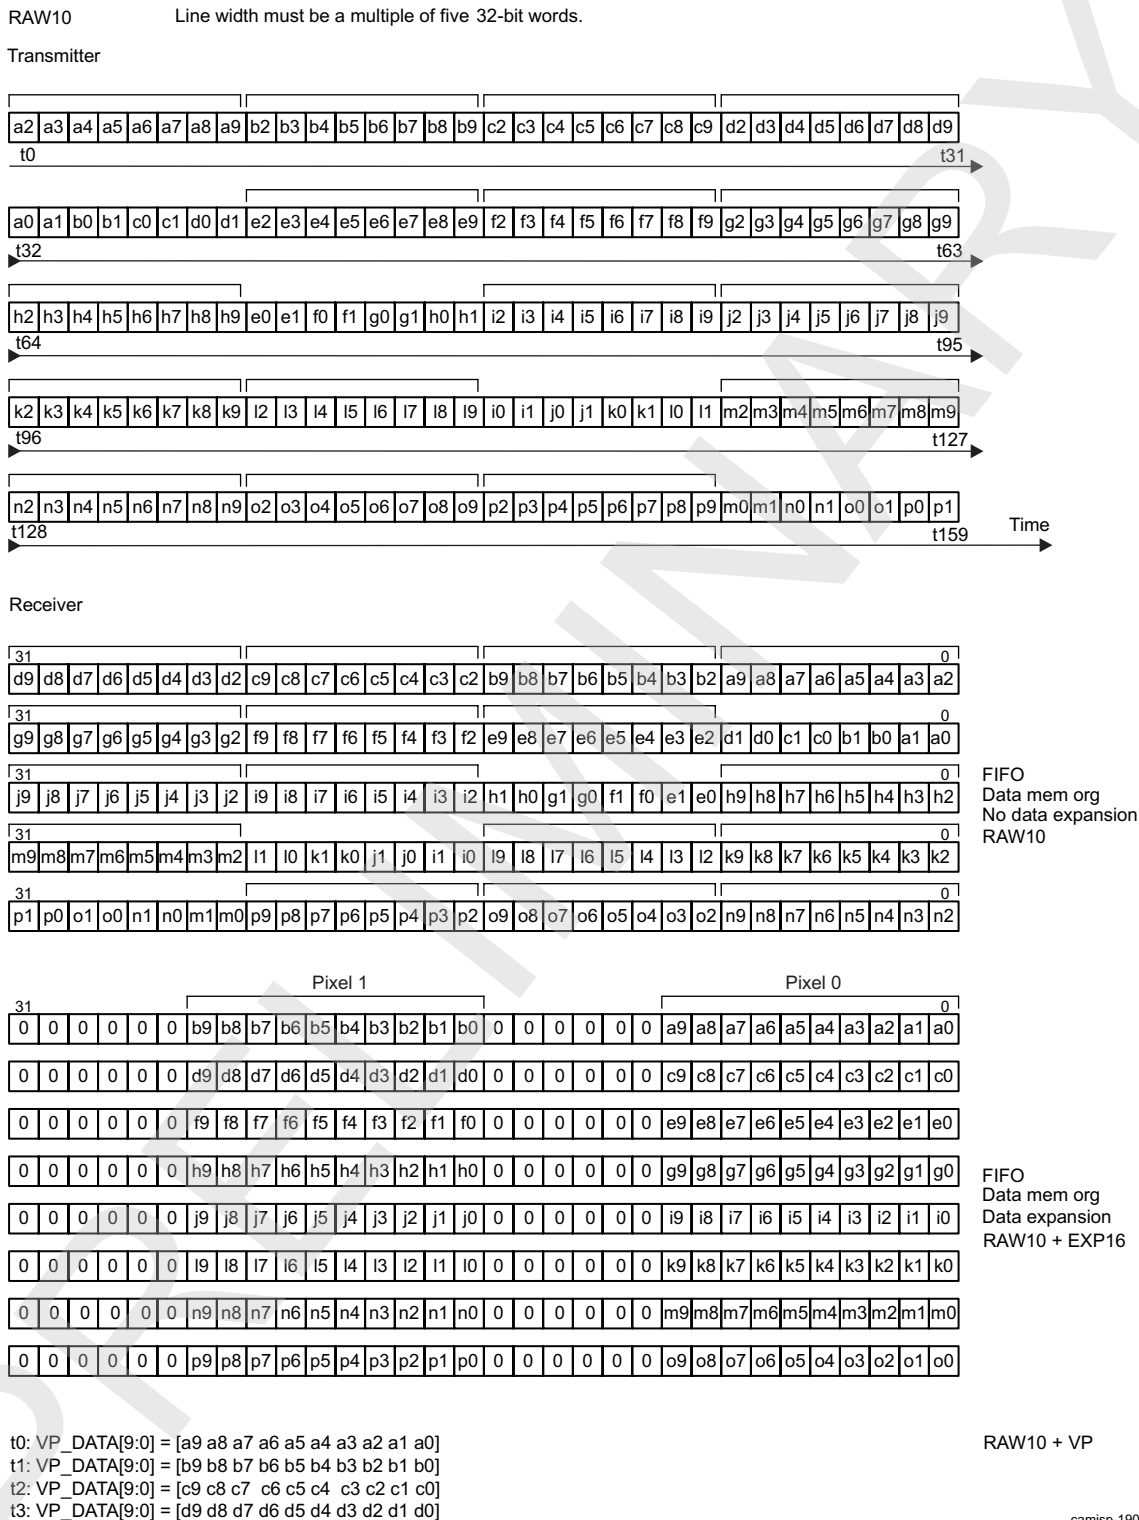 RAW10 Line width must be a multiple of five 32-bit words.
Transmitter
a2 a3 a4 a5 a6 a7 a8 a9 b2 b3 b4 b5 b6 b7 b8 b9 c2 c3 c4 c5 c6 c7 c8 c9 d2 d3 d4 d5 d6 d7 d8 d9
t0 t31
a0 a1 b0 b1 c0 c1 d0 d1 e2 e3 e4 e5 e6 e7 e8 e9 f2 f3 f4 f5 f6 f7 f8 f9 g2 g3 g4 g5 g6 g7 g8 g9
t32 t63
h2 h3 h4 h5 h6 h7 h8 h9 e0 e1 f0 f1 g0 g1 h0 h1 i2 i3 i4 i5 i6 i7 i8 i9 j2 j3 j4 j5 j6 j7 j8 j9
t64 t95
k2 k3 k4 k5 k6 k7 k8 k9 l2 l3 l4 l5 l6 l7 l8 l9 i0 i1 j0 j1 k0 k1 l0 l1 m2 m3 m4 m5 m6 m7 m8 m9
t96 t127
n2 n3 n4 n5 n6 n7 n8 n9 o2 o3 o4 o5 o6 o7 o8 o9 p2 p3 p4 p5 p6 p7 p8 p9 m0 m1 n0 n1 o0 o1 p0 p1
t128 t159 Time
Receiver
31 0
d9 d8 d7 d6 d5 d4 d3 d2 c9 c8 c7 c6 c5 c4 c3 c2 b9 b8 b7 b6 b5 b4 b3 b2 a9 a8 a7 a6 a5 a4 a3 a2
31 0
g9 g8 g7 g6 g5 g4 g3 g2 f9 f8 f7 f6 f5 f4 f3 f2 e9 e8 e7 e6 e5 e4 e3 e2 d1 d0 c1 c0 b1 b0 a1 a0
31 0
j9 j8 j7 j6 j5 j4 j3 j2 i9 i8 i7 i6 i5 i4 i3 i2 h1 h0 g1 g0 f1 f0 e1 e0 h9 h8 h7 h6 h5 h4 h3 h2
31 0
m9 m8 m7 m6 m5 m4 m3 m2 l1 l0 k1 k0 j1 j0 i1 i0 l9 l8 l7 l6 l5 l4 l3 l2 k9 k8 k7 k6 k5 k4 k3 k2
31 0
p1 p0 o1 o0 n1 n0 m1 m0 p9 p8 p7 p6 p5 p4 p3 p2 o9 o8 o7 o6 o5 o4 o3 o2 n9 n8 n7 n6 n5 n4 n3 n2
FIFO
Data mem org
No data expansion
RAW10
Pixel 1 Pixel 0
31 0
0 0 0 0 0 0 b9 b8 b7 b6 b5 b4 b3 b2 b1 b0 0 0 0 0 0 0 a9 a8 a7 a6 a5 a4 a3 a2 a1 a0
0 0 0 0 0 0 d9 d8 d7 d6 d5 d4 d3 d2 d1 d0 0 0 0 0 0 0 c9 c8 c7 c6 c5 c4 c3 c2 c1 c0
0 0 0 0 0 0 f9 f8 f7 f6 f5 f4 f3 f2 f1 f0 0 0 0 0 0 0 e9 e8 e7 e6 e5 e4 e3 e2 e1 e0
0 0 0 0 0 0 h9 h8 h7 h6 h5 h4 h3 h2 h1 h0 0 0 0 0 0 0 g9 g8 g7 g6 g5 g4 g3 g2 g1 g0
0 0 0 0 0 0 j9 j8 j7 j6 j5 j4 j3 j2 j1 j0 0 0 0 0 0 0 i9 i8 i7 i6 i5 i4 i3 i2 i1 i0
0 0 0 0 0 0 l9 l8 l7 l6 l5 l4 l3 l2 l1 l0 0 0 0 0 0 0 k9 k8 k7 k6 k5 k4 k3 k2 k1 k0
0 0 0 0 0 0 n9 n8 n7 n6 n5 n4 n3 n2 n1 n0 0 0 0 0 0 0 m9 m8 m7 m6 m5 m4 m3 m2 m1 m0
0 0 0 0 0 0 p9 p8 p7 p6 p5 p4 p3 p2 p1 p0 0 0 0 0 0 0 o9 o8 o7 o6 o5 o4 o3 o2 o1 o0
FIFO
Data mem org
Data expansion
RAW10 + EXP16
t0: VP_DATA[9:0] = [a9 a8 a7 a6 a5 a4 a3 a2 a1 a0] RAW10 + VP
t1: VP_DATA[9:0] = [b9 b8 b7 b6 b5 b4 b3 b2 b1 b0]
t2: VP_DATA[9:0] = [c9 c8 c7 c6 c5 c4 c3 c2 c1 c0]
t3: VP_DATA[9:0] = [d9 d8 d7 d6 d5 d4 d3 d2 d1 d0]
camisp-190
PRELIMINARY